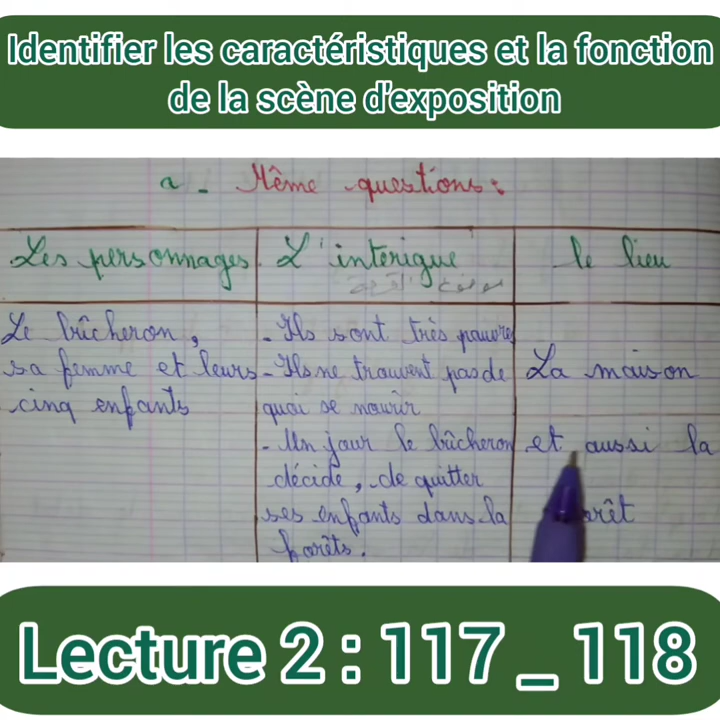 Identifier les caractéristiques et la fonction
de la scène d'exposition
a - Même questions :
Les personnages
L'interigue
le lieu
Le bûcheron,
sa femme et leurs
cinq enfants
- Ils sont très pauvres
- Ils ne trouvent pas de
quoi se nourir
- Un jour le bûcheron
décide, de quitter
ses enfants dans la
forêts.
La maison
et aussi la
rêt
Lecture 2 : 117 _ 118